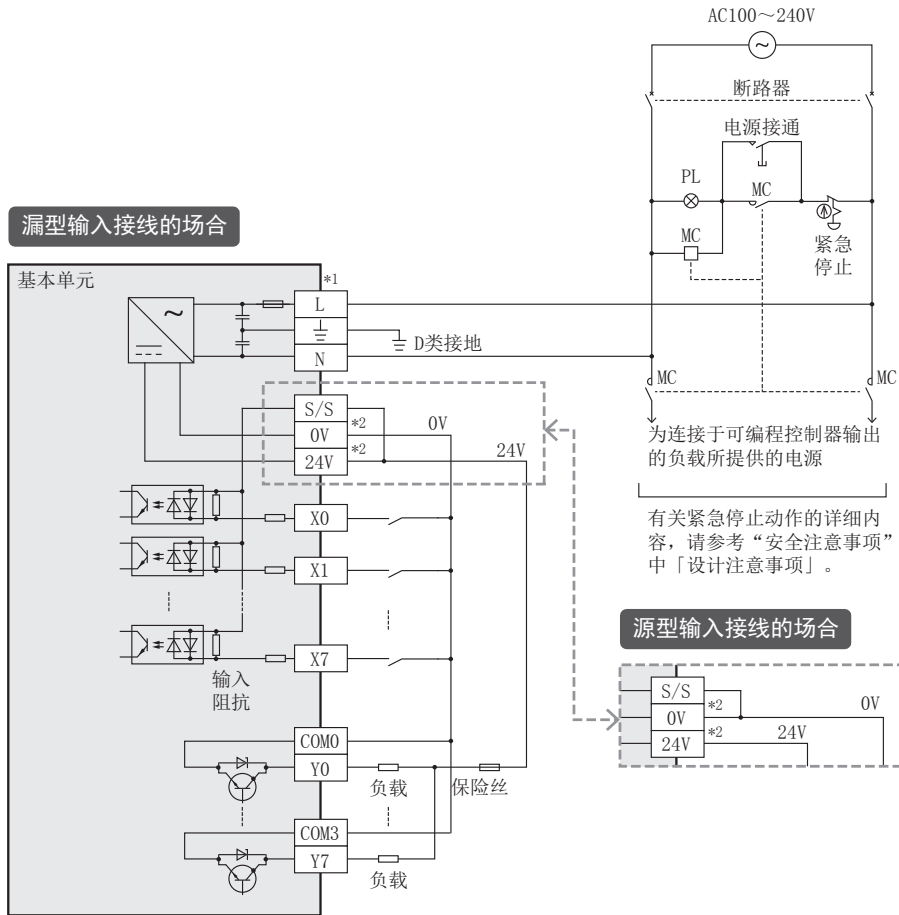 AC100～240V
断路器
电源接通
PL
MC
MC
紧急
停止
漏型输入接线的场合
基本单元
*1
L
D类接地
N
MC
MC
S/S
*2
0V
0V
*2
24V
24V
为连接于可编程控制器输出
的负载所提供的电源
X0
有关紧急停止动作的详细内
容，请参考“安全注意事项”
中「设计注意事项」。
X1
源型输入接线的场合
X7
输入
阻抗
S/S
*2
0V
0V
*2
24V
24V
COM0
Y0
负载
保险丝
COM3
Y7
负载